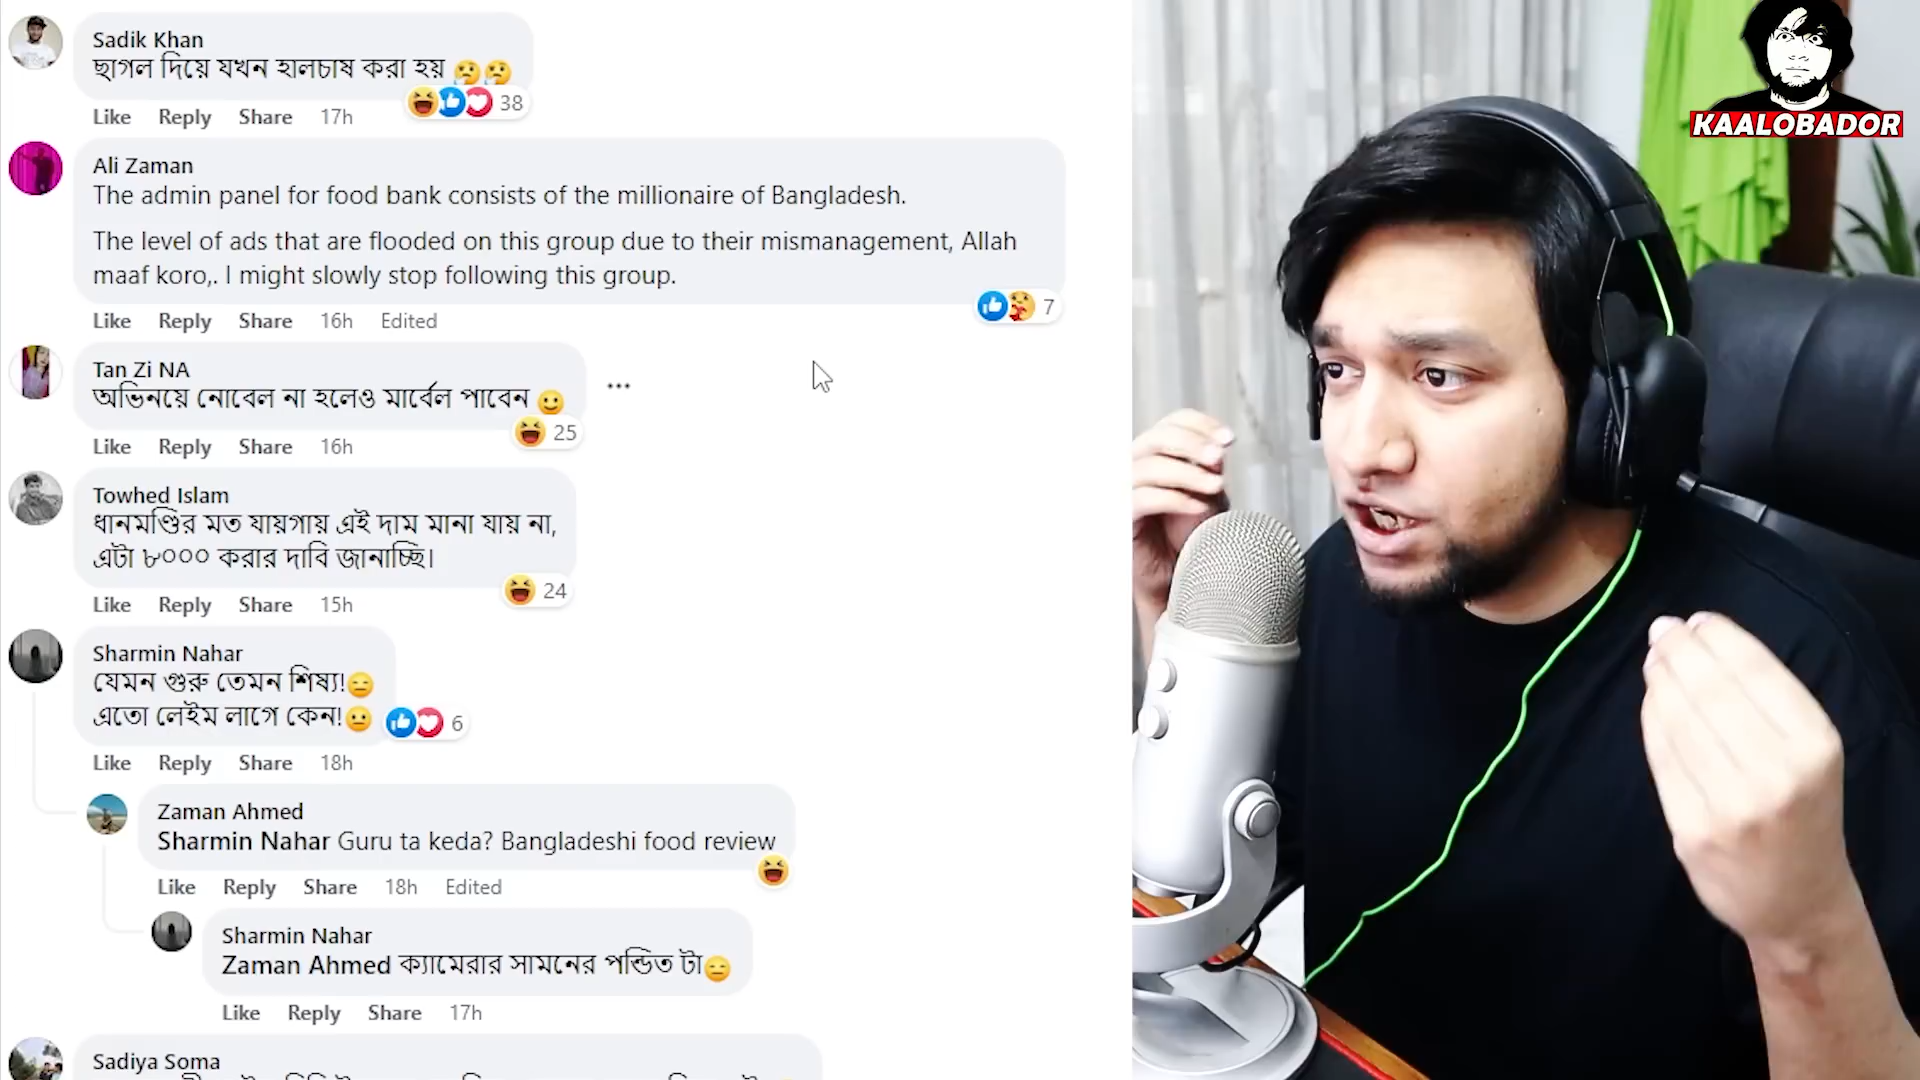 Sadik Khan
ছাগল দিয়ে যখন হালচাষ করা হয়
38
Like Reply Share 17h
KAALOBADOR
Ali Zaman
The admin panel for food bank consists of the millionaire of Bangladesh.
The level of ads that are flooded on this group due to their mismanagement, Allah
maaf koro,. I might slowly stop following this group.
7
Like Reply Share 16h Edited
Tan Zi NA
অভিনয়ে নোবেল না হলেও মার্বেল পাবেন
25
Like Reply Share 16h
Towhed Islam
ধানমণ্ডির মত যায়গায় এই দাম মানা যায় না,
এটা ৮০০০ করার দাবি জানাচ্ছি।
24
Like Reply Share 15h
Sharmin Nahar
যেমন গুরু তেমন শিষ্য!
এতো লেইম লাগে কেন!
6
Like Reply Share 18h
Zaman Ahmed
Sharmin Nahar Guru ta keda? Bangladeshi food review
Like Reply Share 18h Edited
Sharmin Nahar
Zaman Ahmed ক্যামেরার সামনের পন্ডিত টা
Like Reply Share 17h
Sadiya Soma